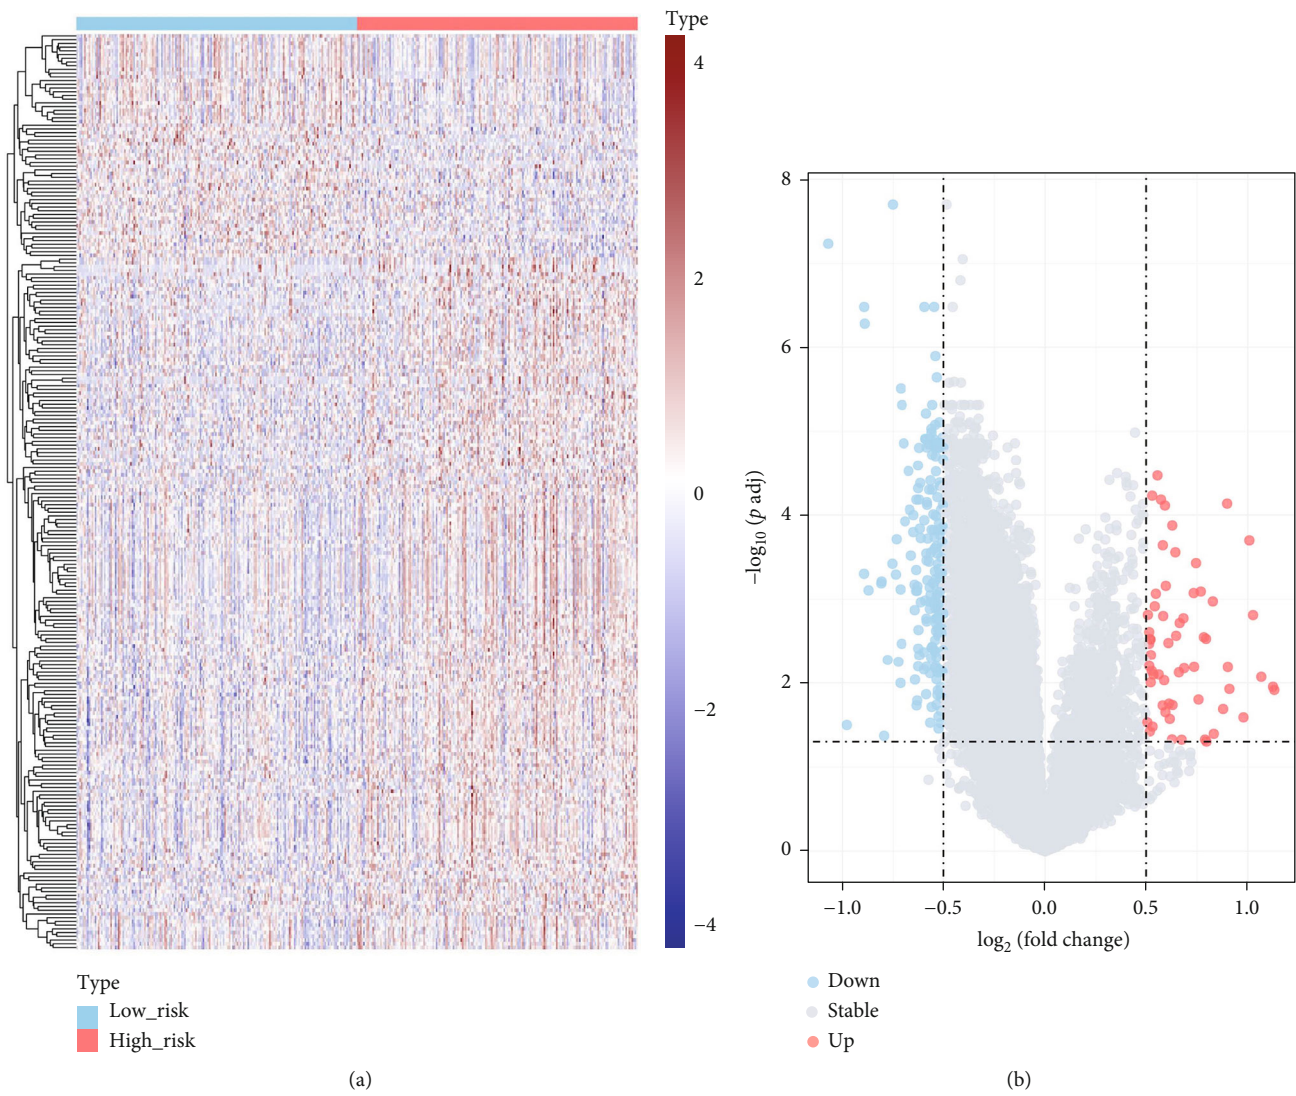 Type
4
2
0
−2
−4
Type
Low_risk
High_risk
(a)
8
6
4
2
0
−log10 (p adj)
−1.0 −0.5 0.0 0.5 1.0
log2 (fold change)
Down
Stable
Up
(b)